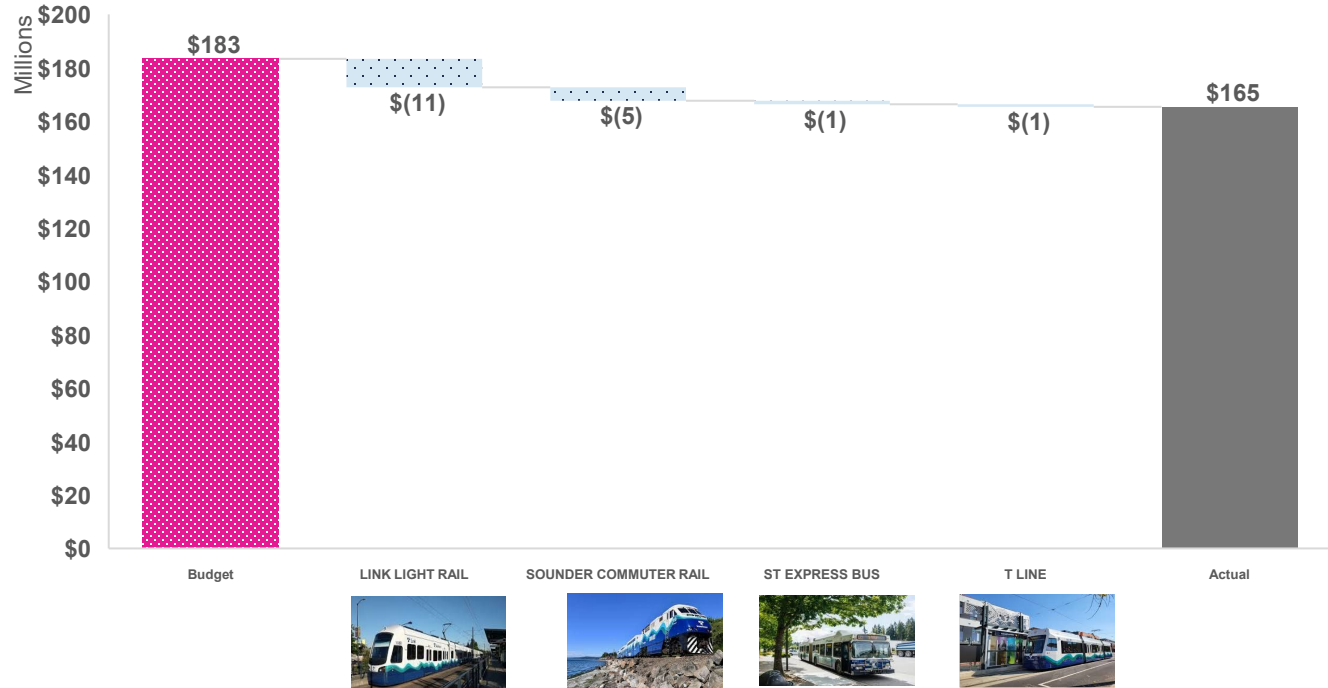 Millions
$200
$180
$160
$140
$120
$100
$80
$60
$40
$20
$0
$183
$(11)
$(5)
$(1)
$(1)
$165
Budget
LINK LIGHT RAIL
SOUNDER COMMUTER RAIL
ST EXPRESS BUS
T LINE
Actual